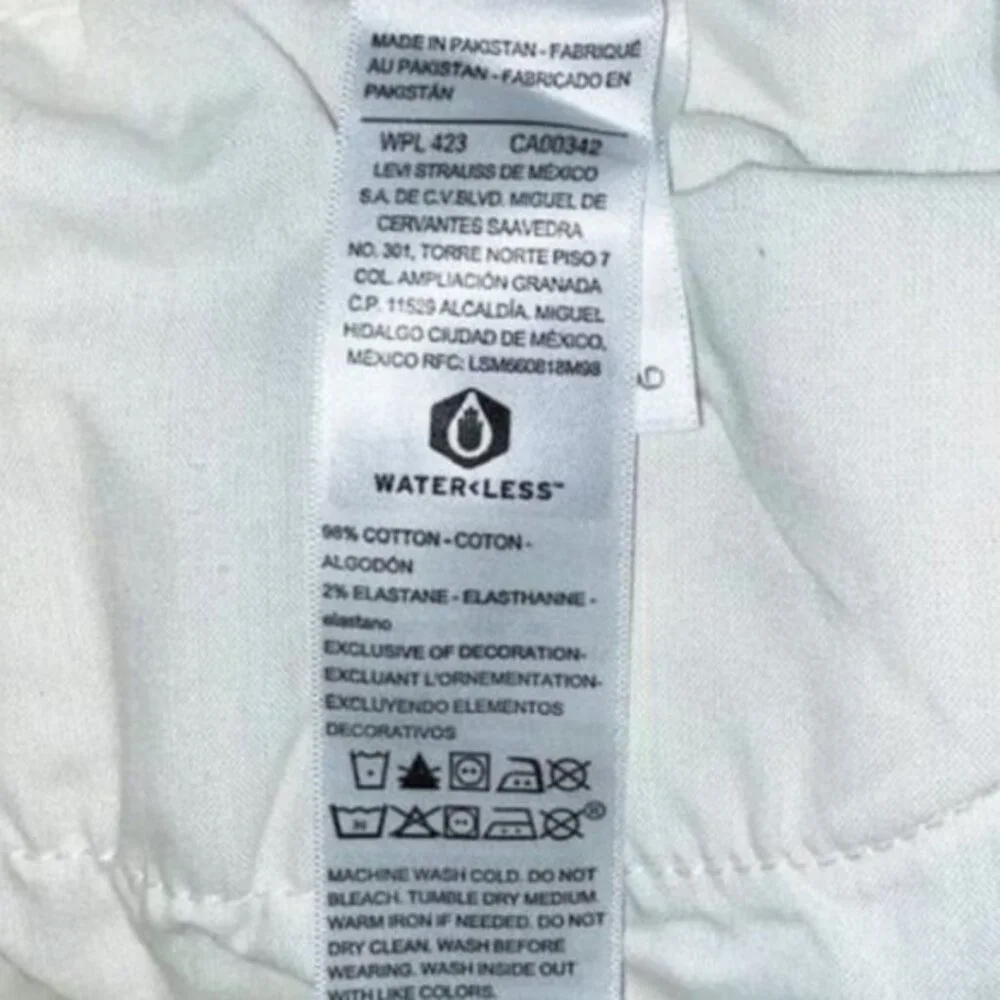 MADE IN PAKISTAN - FABRIQUÉ
AU PAKISTAN - FABRICADO EN
PAKISTÁN
WPL 423 CA00342
LEVI STRAUSS DE MÉXICO
S.A. DE C.V.BLVD. MIGUEL DE
CERVANTES SAAVEDRA
NO. 301, TORRE NORTE PISO 7
COL. AMPLIACIÓN GRANADA
C.P. 11529 ALCALDÍA. MIGUEL
HIDALGO CIUDAD DE MÉXICO,
MÉXICO RFC: LSM660818M98
WATER<LESS™
98% COTTON - COTON -
ALGODÓN
2% ELASTANE - ELASTHANNE -
elastano
EXCLUSIVE OF DECORATION-
EXCLUANT L'ORNEMENTATION-
EXCLUYENDO ELEMENTOS
DECORATIVOS
®
MACHINE WASH COLD. DO NOT
BLEACH. TUMBLE DRY MEDIUM.
WARM IRON IF NEEDED. DO NOT
DRY CLEAN. WASH BEFORE
WEARING. WASH INSIDE OUT
WITH LIKE COLORS.